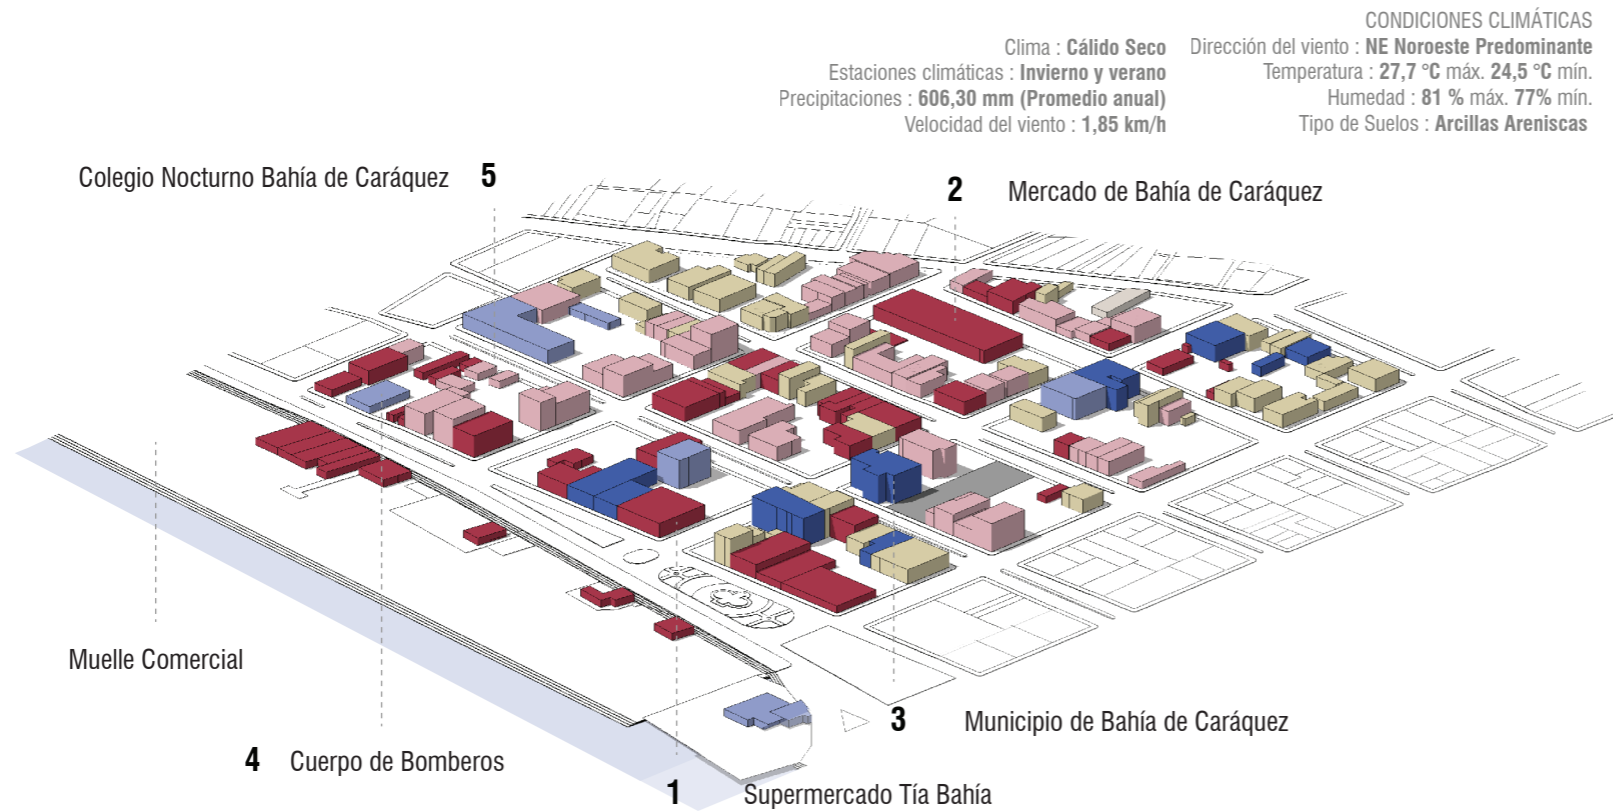 CONDICIONES CLIMÁTICAS
Clima : Cálido Seco
Estaciones climáticas : Invierno y verano
Precipitaciones : 606,30 mm (Promedio anual)
Velocidad del viento : 1,85 km/h
Dirección del viento : NE Noroeste Predominante
Temperatura : 27,7 °C máx. 24,5 °C mín.
Humedad : 81 % máx. 77% mín.
Tipo de Suelos : Arcillas Areniscas
Colegio Nocturno Bahía de Caráquez 5
2 Mercado de Bahía de Caráquez
Muelle Comercial
3 Municipio de Bahía de Caráquez
4 Cuerpo de Bomberos
1 Supermercado Tía Bahía